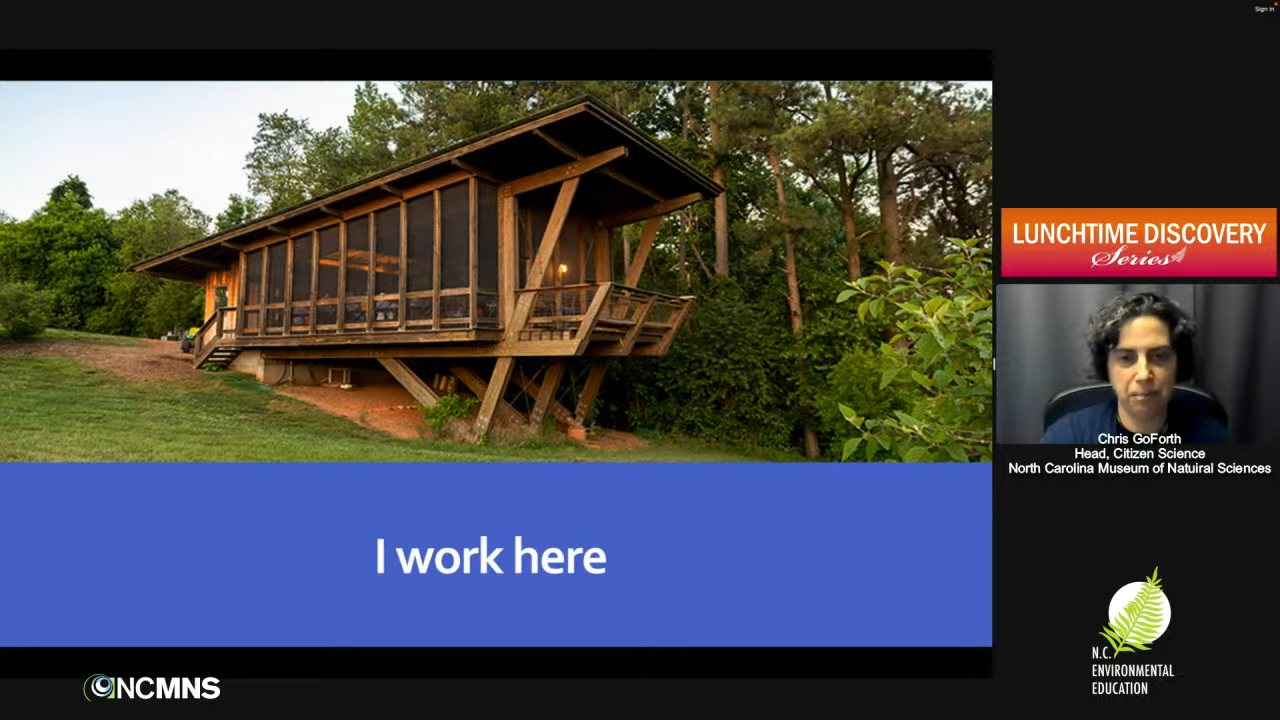 Sign in
LUNCHTIME DISCOVERY
Series
Chris GoForth
Head, Citizen Science
North Carolina Museum of Natuiral Sciences
I work here
NCMNS
N.C.
ENVIRONMENTAL
EDUCATION